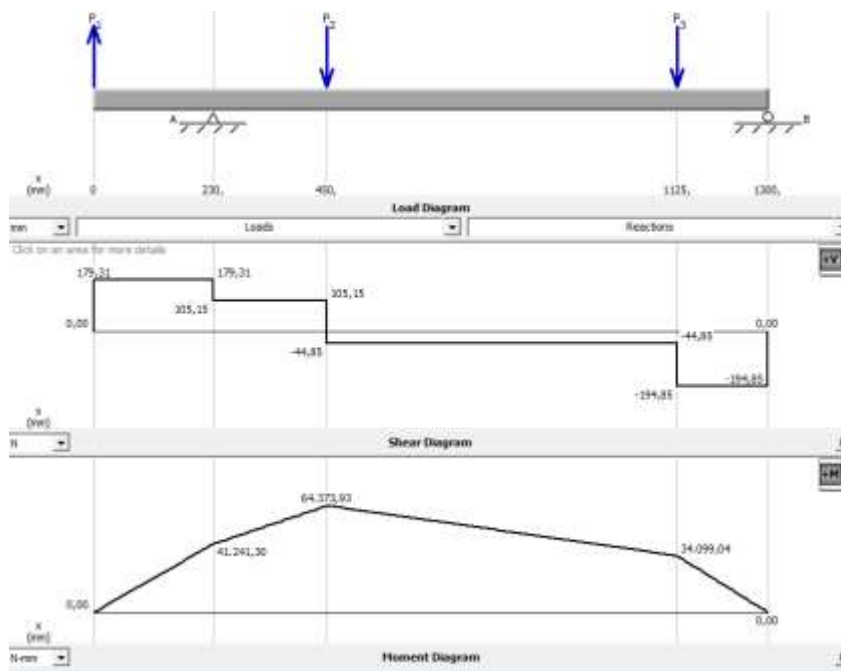 P1 P2 P3
A B
x
(mm) 0 230, 450, 1125, 1300,
Load Diagram
mm Loads Reactions
Click on an area for more details
+V
179,31 179,31
105,15 105,15
0,00 0,00
-44,85 -44,85
-194,85 -194,85
x
(mm)
N Shear Diagram
+M
64.373,93
41.241,30 34.099,04
0,00 0,00
x
(mm)
N-mm Moment Diagram